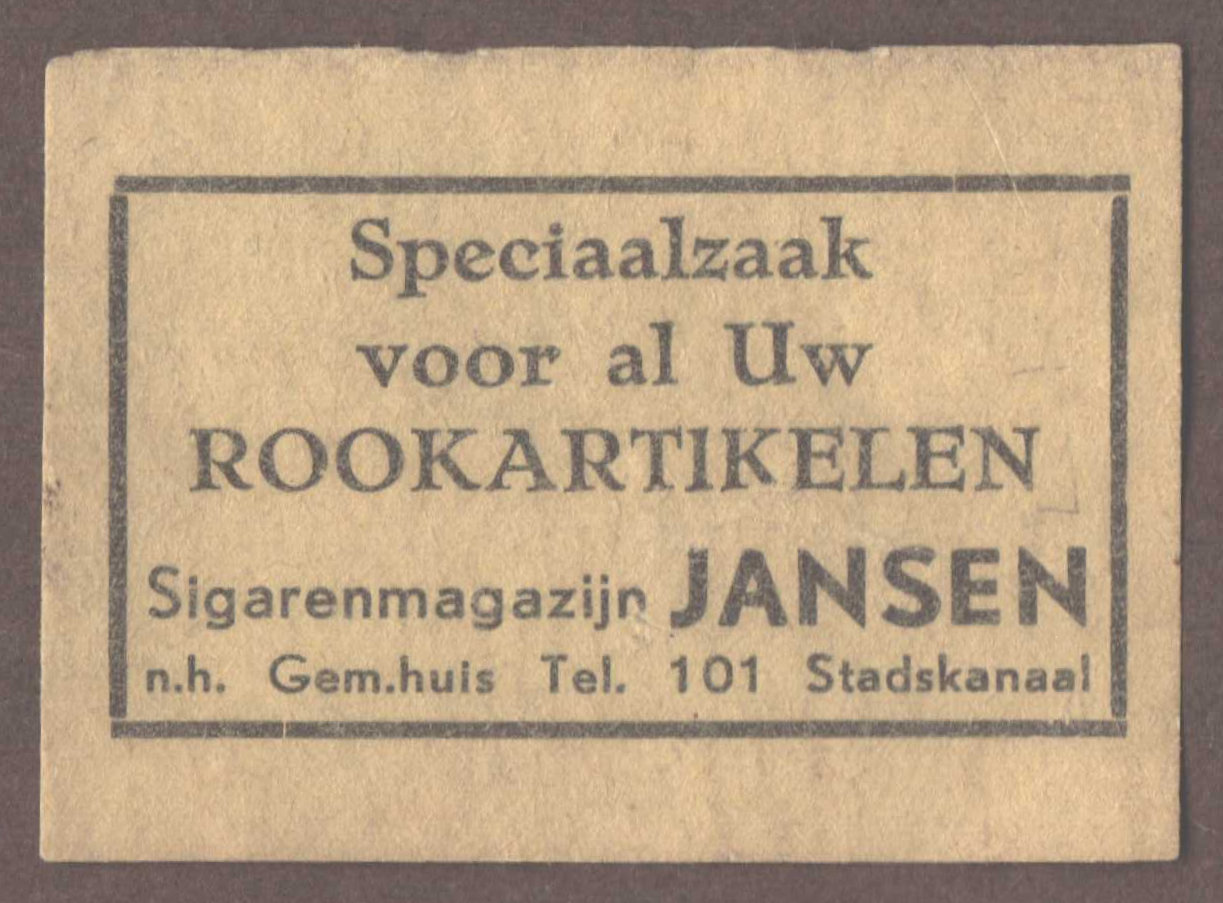 Speciaalzaak
voor al Uw
ROOKARTIKELEN
Sigarenmagazijn JANSEN
n.h. Gem.huis Tel. 101 Stadskanaal